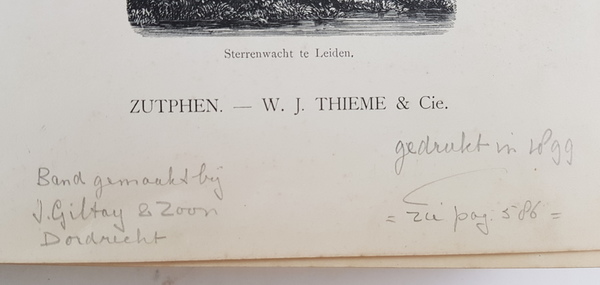 Sterrenwacht te Leiden.
ZUTPHEN. — W. J. THIEME & Cie.
gedrukt in 1899
Band gemaakt bij
J. Giltay & Zoon
Dordrecht
= zie pag. 586 =